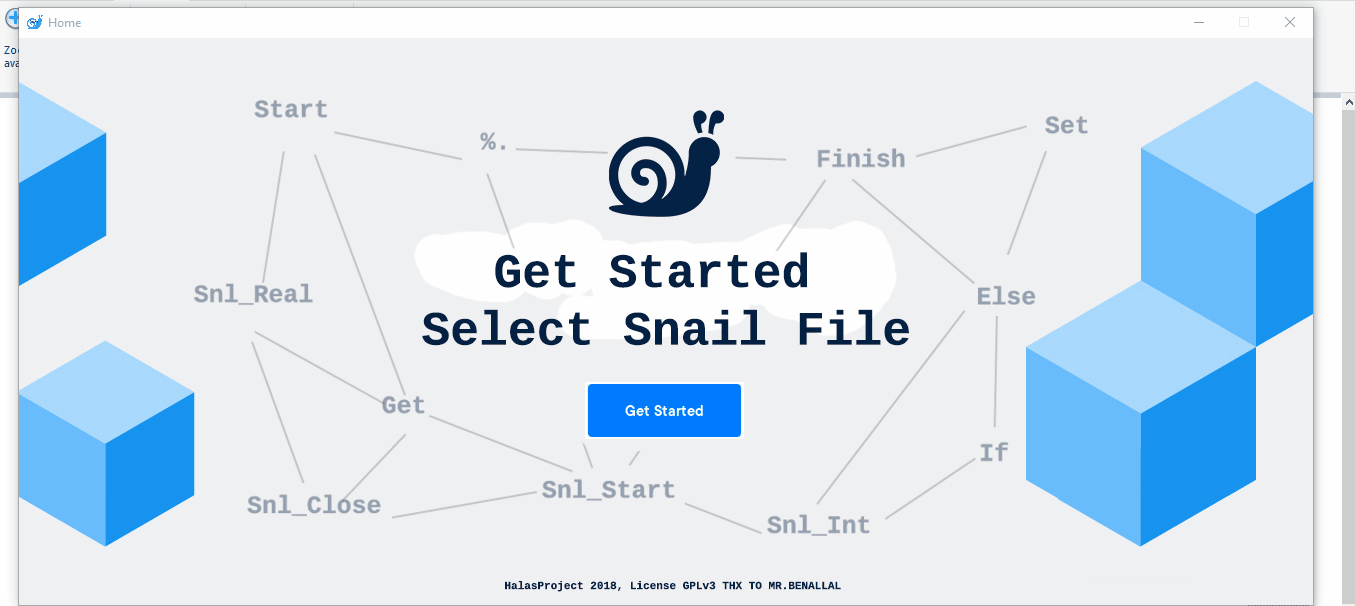 Home
Zo
ava
Start
%.
Finish
Set
Get Started
Select Snail File
Snl_Real
Else
Get
Get Started
If
Snl_Close
Snl_Start
Snl_Int
HalasProject 2018, License GPLv3 THX TO MR.BENALLAL